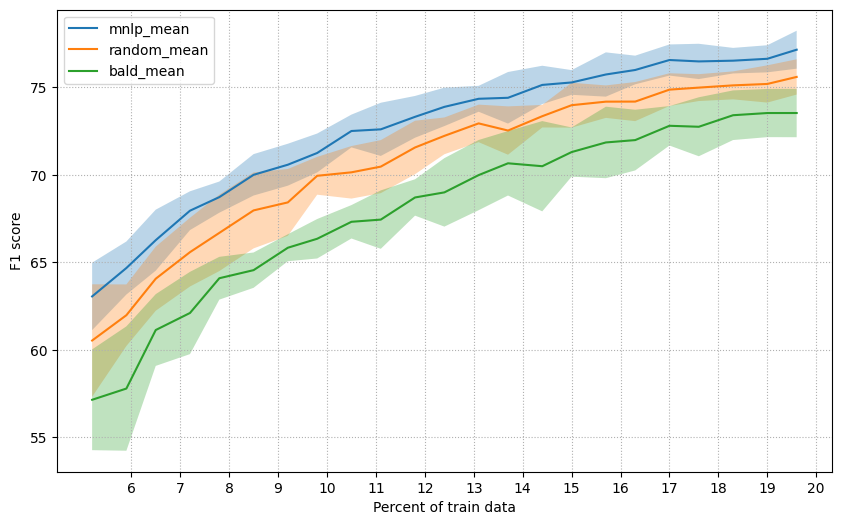 mnlp_mean
random_mean
bald_mean
F1 score
75
70
65
60
55
6 7 8 9 10 11 12 13 14 15 16 17 18 19 20
Percent of train data